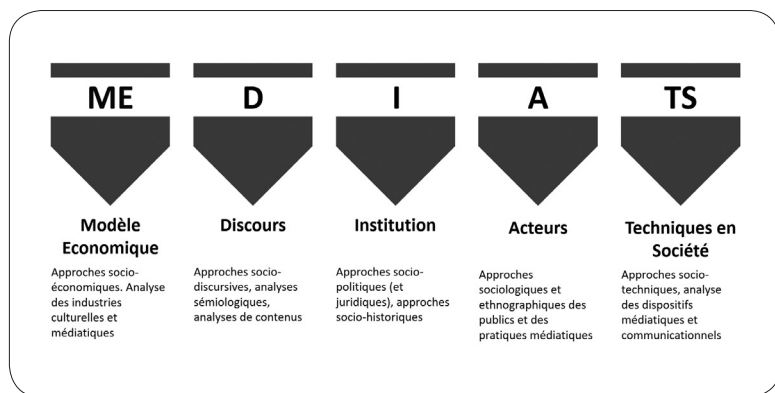 ME
D
I
A
TS
Modèle
Economique
Approches socio-
économiques. Analyse
des industries
culturelles et
médiatiques
Discours
Approches socio-
discursives, analyses
sémiologiques,
analyses de contenu
Institution
Approches socio-
politiques (et
juridiques), approches
socio-historiques
Acteurs
Approches
sociologiques et
ethnographiques des
publics et des
pratiques médiatiques
Techniques en
Société
Approches socio-
techniques, analyse
des dispositifs
médiatiques et
communicationnels